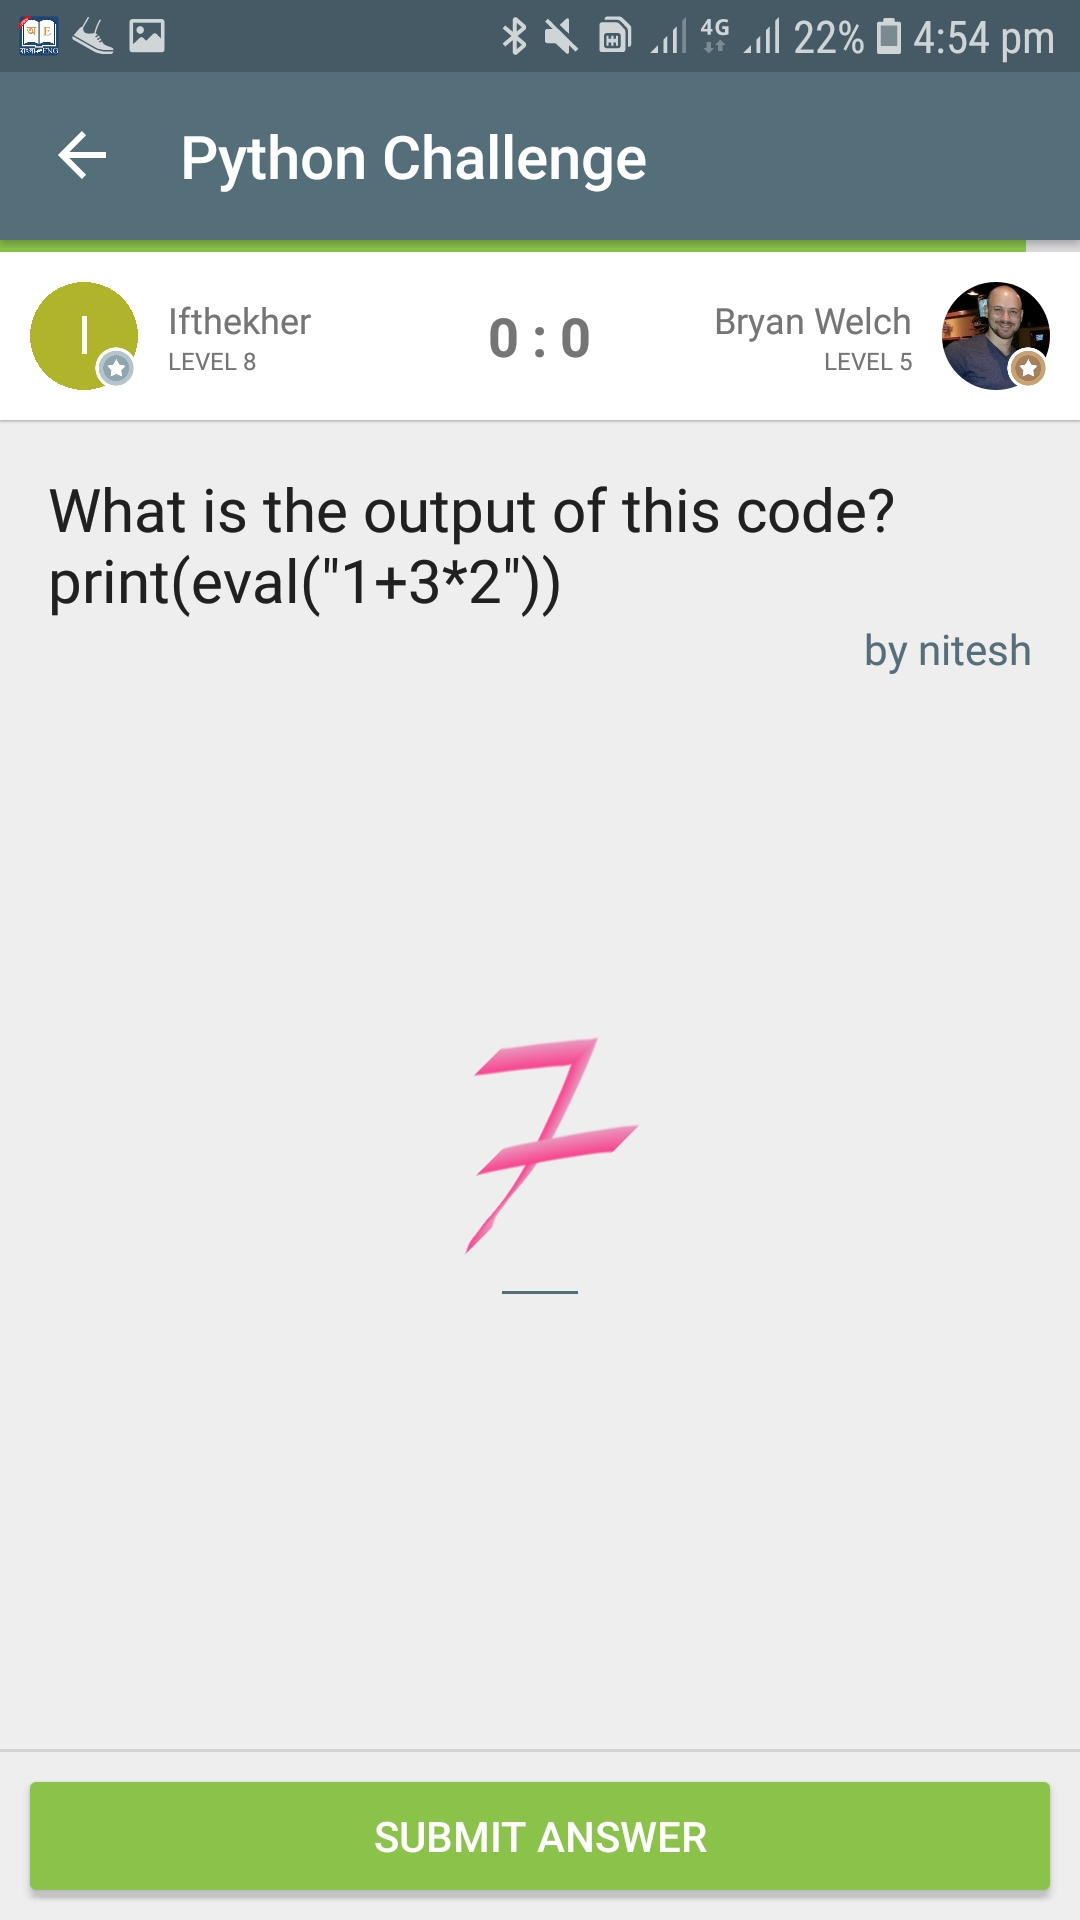 4G 22% 4:54 pm
Python Challenge
I Ifthekher 0 : 0 Bryan Welch
LEVEL 8 LEVEL 5
What is the output of this code?
print(eval("1+3*2"))
by nitesh
7
SUBMIT ANSWER